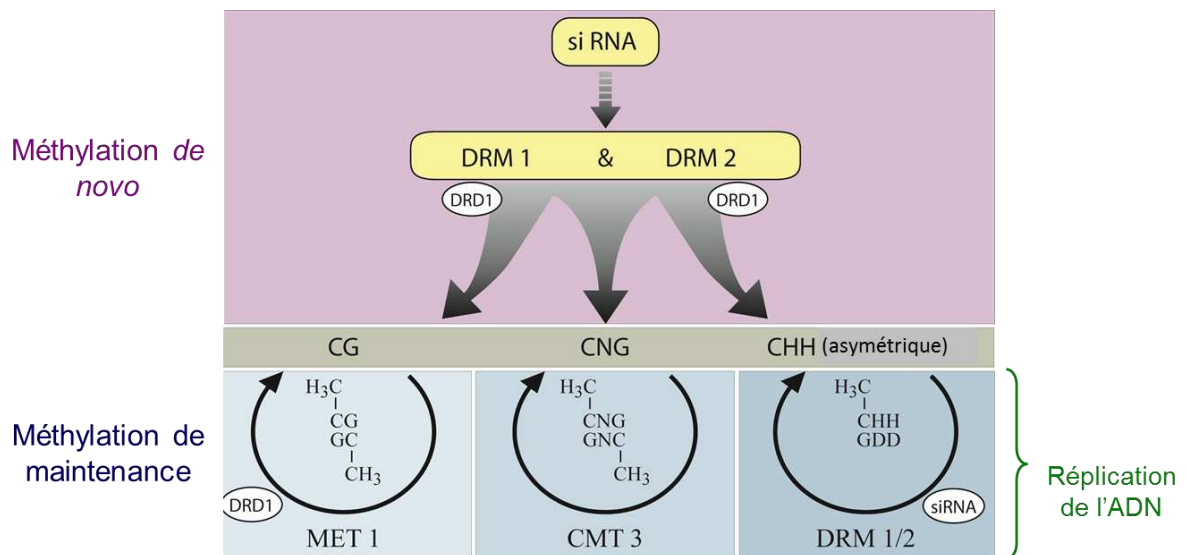 si RNA
Méthylation de
novo
DRM 1 & DRM 2
DRD1
DRD1
CG
CNG
CHH (asymétrique)
Méthylation de
maintenance
H₃C
CG
GC
CH₃
DRD1
MET 1
H₃C
CNG
GNC
CH₃
CMT 3
H₃C
CHH
GDD
siRNA
DRM 1/2
Réplication
de l'ADN